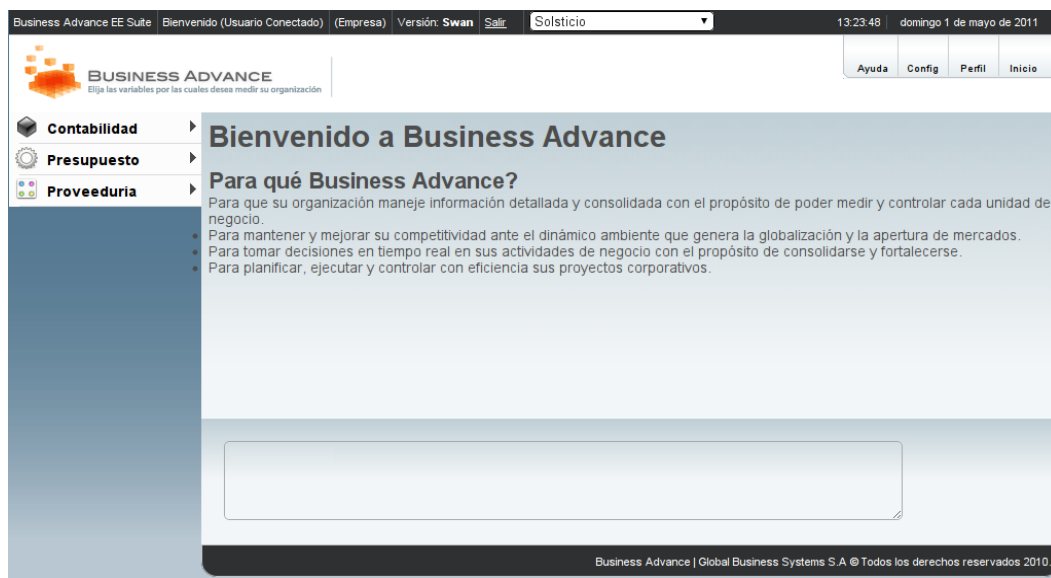 Business Advance EE Suite Bienvenido (Usuario Conectado) (Empresa) Versión: Swan Salir Solsticio 13:23:48 domingo 1 de mayo de 2011
BUSINESS ADVANCE
Elija las variables por las cuales desea medir su organización
Ayuda Config Perfil Inicio
Contabilidad
Presupuesto
Proveeduria
Bienvenido a Business Advance
Para qué Business Advance?
Para que su organización maneje información detallada y consolidada con el propósito de poder medir y controlar cada unidad de
negocio.
Para mantener y mejorar su competitividad ante el dinámico ambiente que genera la globalización y la apertura de mercados.
Para tomar decisiones en tiempo real en sus actividades de negocio con el propósito de consolidarse y fortalecerse.
Para planificar, ejecutar y controlar con eficiencia sus proyectos corporativos.
Business Advance | Global Business Systems S.A © Todos los derechos reservados 2010.